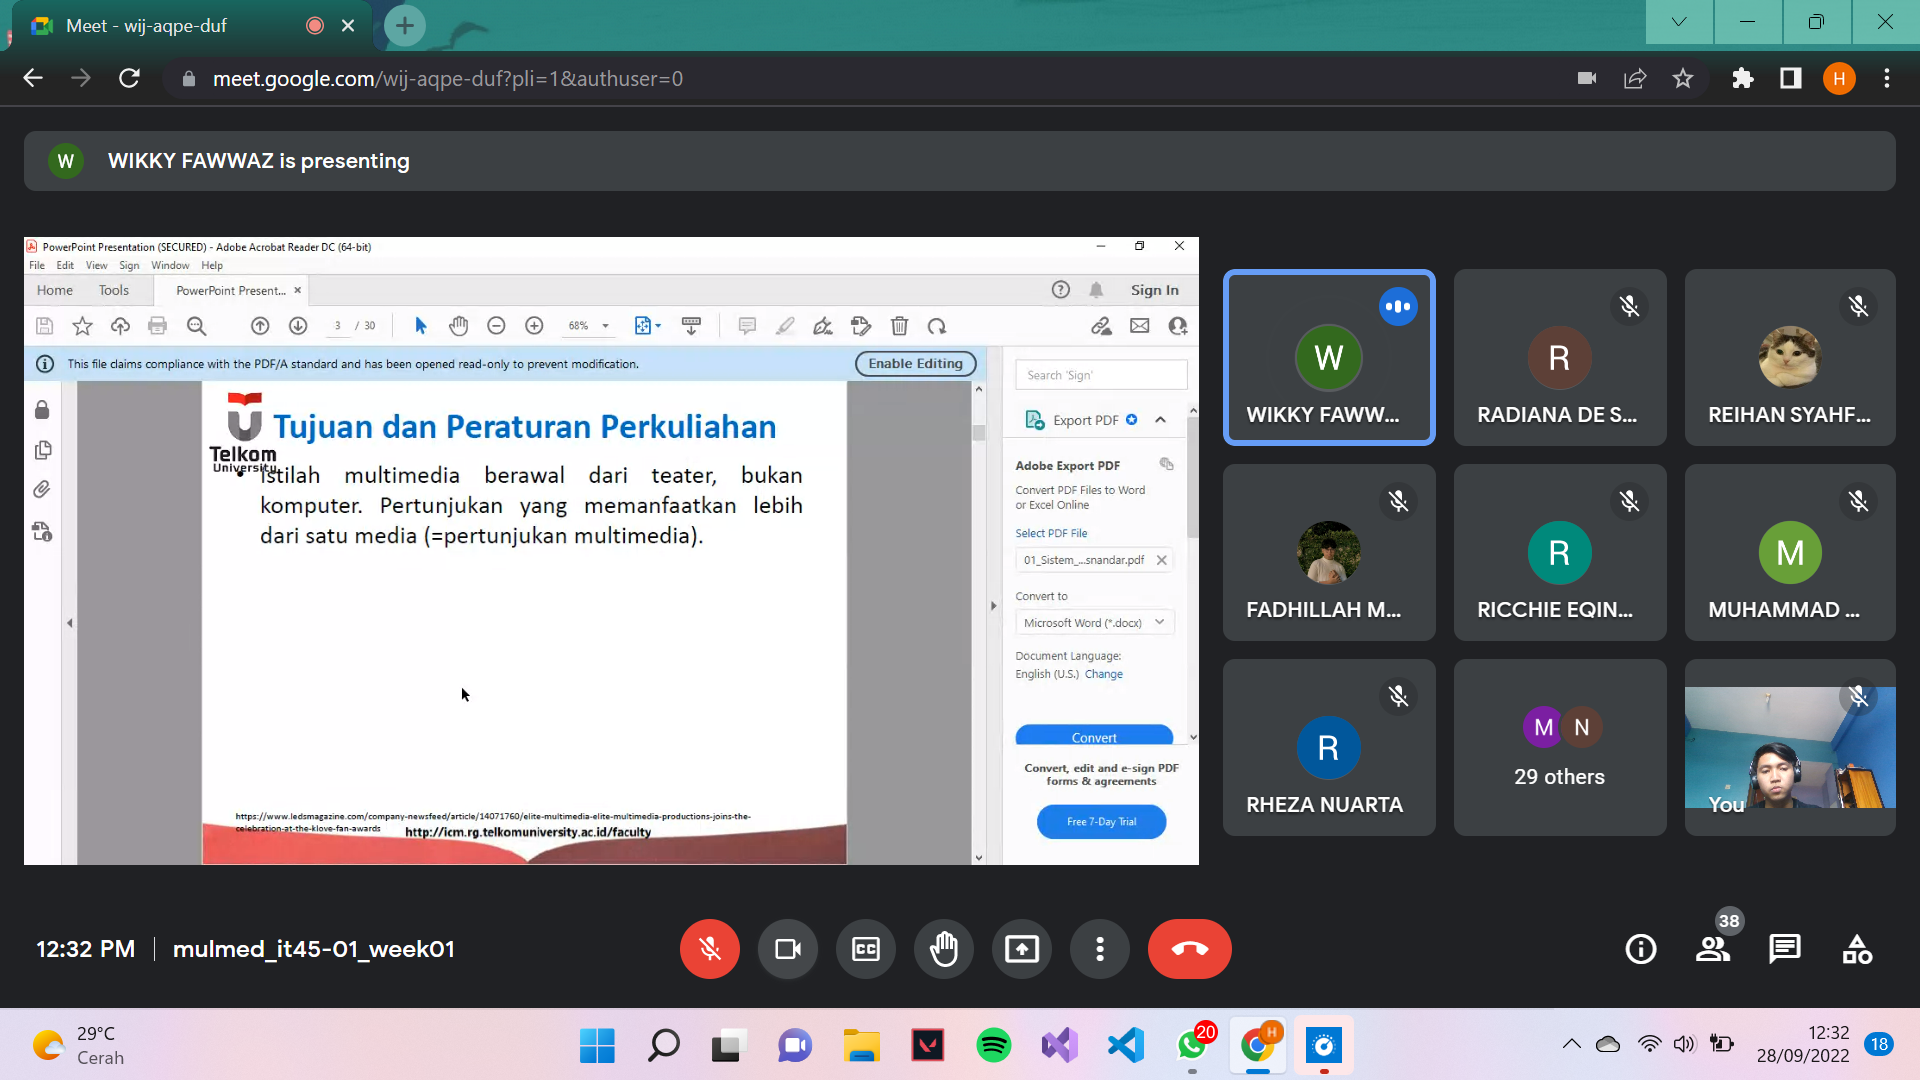 Meet - wij-aqpe-duf
meet.google.com/wij-aqpe-duf?pli=1&authuser=0
H
W WIKKY FAWWAZ is presenting
PowerPoint Presentation (SECURED) - Adobe Acrobat Reader DC (64-bit)
File Edit View Sign Window Help
Home Tools PowerPoint Present... Sign In
3 / 30 68%
This file claims compliance with the PDF/A standard and has been opened read-only to prevent modification. Enable Editing
Telkom
University
Tujuan dan Peraturan Perkuliahan
• Istilah multimedia berawal dari teater, bukan
komputer. Pertunjukan yang memanfaatkan lebih
dari satu media (=pertunjukan multimedia).
https://www.ledsmagazine.com/company-newsfeed/article/14071760/elite-multimedia-elite-multimedia-productions-joins-the-
celebration-at-the-klove-fan-awards
http://icm.rg.telkomuniversity.ac.id/faculty
Search 'Sign'
Export PDF
Adobe Export PDF
Convert PDF Files to Word
or Excel Online
Select PDF File
01_Sistem_...snandar.pdf
Convert to
Microsoft Word (*.docx)
Document Language:
English (U.S.) Change
Convert
Convert, edit and e-sign PDF
forms & agreements
Free 7-Day Trial
W
WIKKY FAWW...
R
RADIANA DE S...
REIHAN SYAHF...
FADHILLAH M...
R
RICCHIE EQIN...
M
MUHAMMAD ...
R
RHEZA NUARTA
M N
29 others
You
12:32 PM mulmed_it45-01_week01
CC
38
29°C
Cerah
20
H
12:32
28/09/2022
18